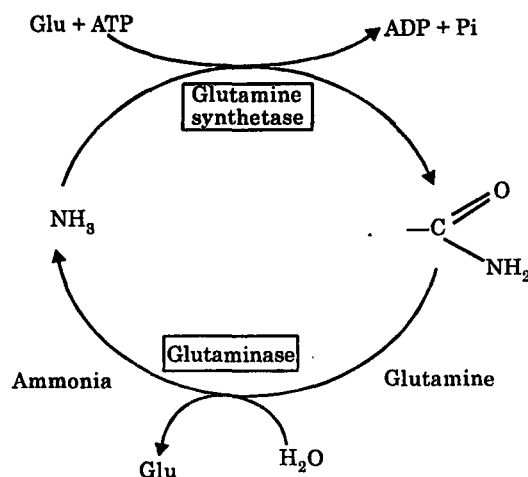 Glu + ATP
ADP + Pi
Glutamine
synthetase
NH₃
–C
O
NH₂
Glutaminase
Ammonia
Glutamine
Glu
H₂O